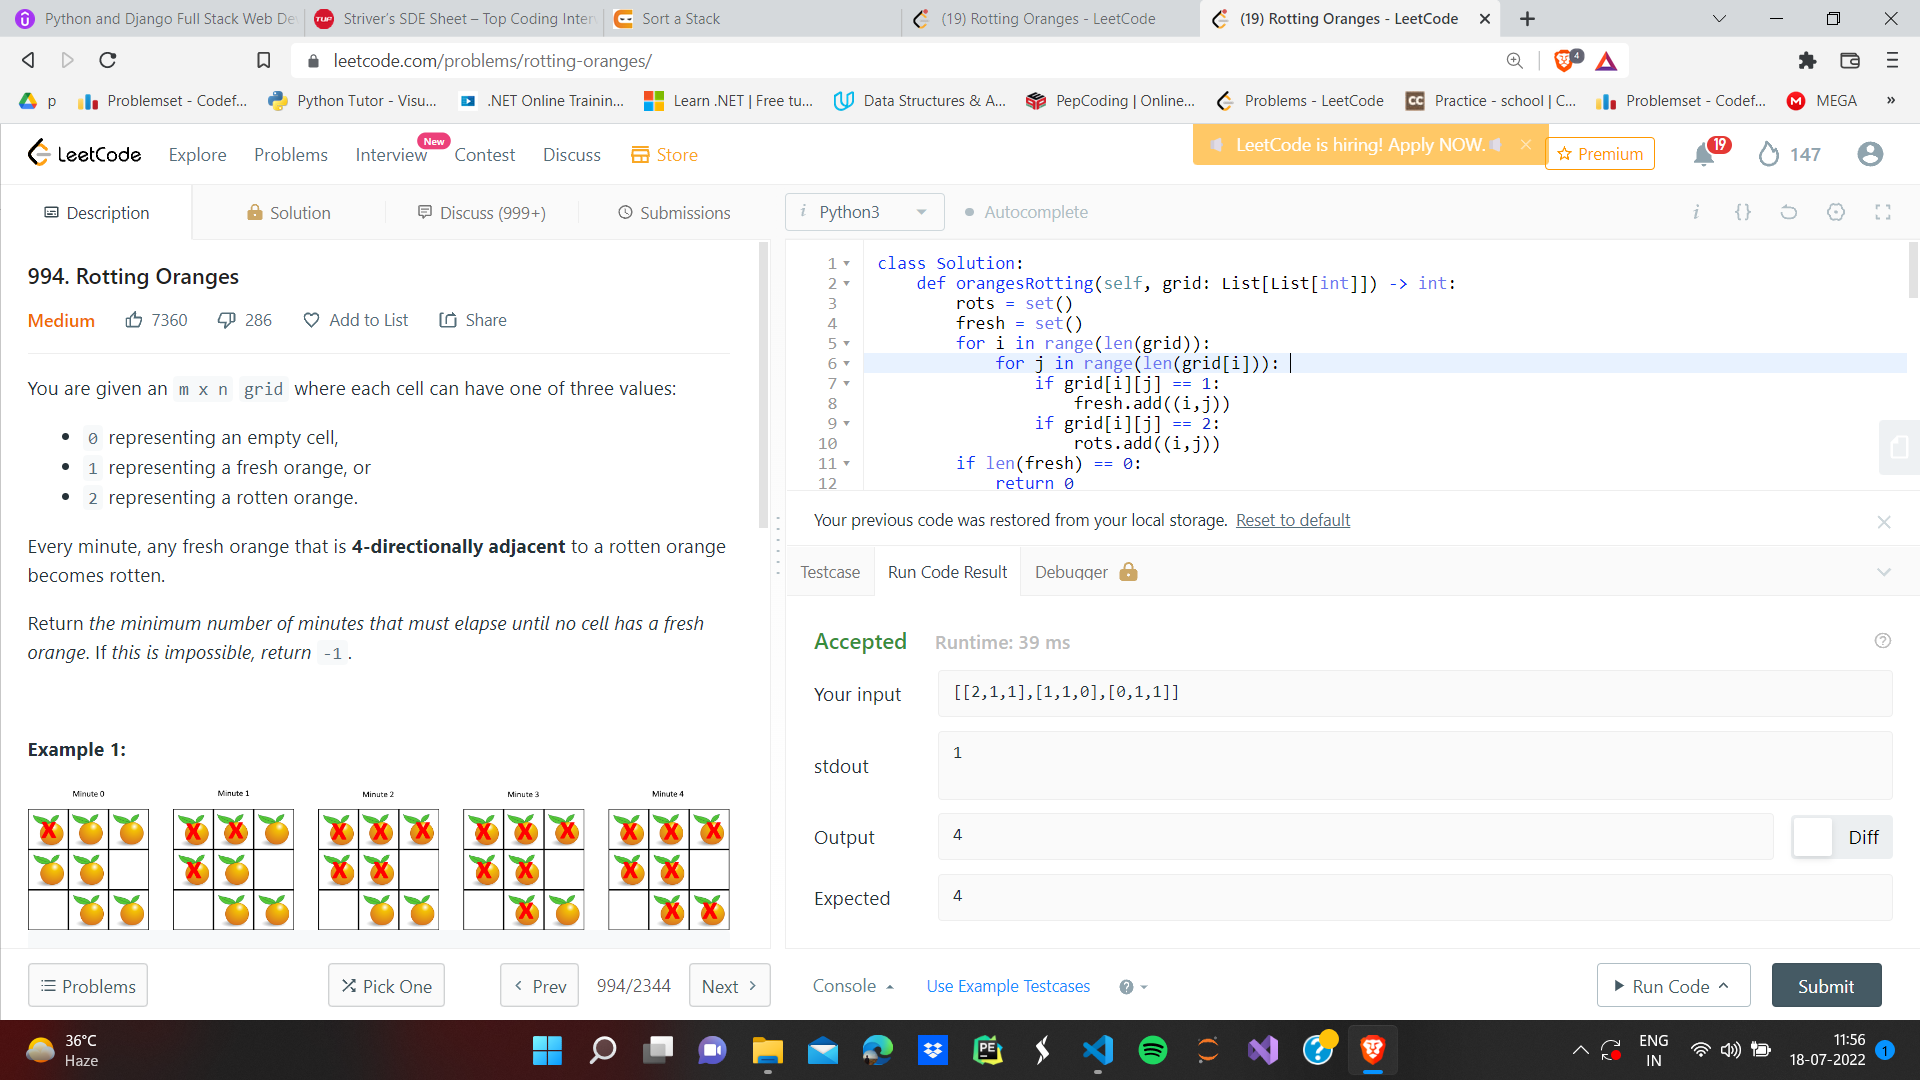 Python and Django Full Stack Web De
Striver's SDE Sheet – Top Coding Inter
Sort a Stack
(19) Rotting Oranges - LeetCode
(19) Rotting Oranges - LeetCode
leetcode.com/problems/rotting-oranges/
4
p
Problemset - Codef...
Python Tutor - Visu...
.NET Online Trainin...
Learn .NET | Free tu...
Data Structures & A...
PepCoding | Online...
Problems - LeetCode
Practice - school | C...
Problemset - Codef...
MEGA
»
LeetCode
Explore
Problems
Interview
New
Contest
Discuss
Store
LeetCode is hiring! Apply NOW.
Premium
19
147
Description
Solution
Discuss (999+)
Submissions
i Python3
Autocomplete
994. Rotting Oranges
Medium
7360
286
Add to List
Share
You are given an m x n grid where each cell can have one of three values:
0 representing an empty cell,
1 representing a fresh orange, or
2 representing a rotten orange.
Every minute, any fresh orange that is 4-directionally adjacent to a rotten orange
becomes rotten.
Return the minimum number of minutes that must elapse until no cell has a fresh
orange. If this is impossible, return -1.
Example 1:
Minute 0
Minute 1
Minute 2
Minute 3
Minute 4
1 class Solution:
2 def orangesRotting(self, grid: List[List[int]]) -> int:
3 rots = set()
4 fresh = set()
5 for i in range(len(grid)):
6 for j in range(len(grid[i])):
7 if grid[i][j] == 1:
8 fresh.add((i,j))
9 if grid[i][j] == 2:
10 rots.add((i,j))
11 if len(fresh) == 0:
12 return 0
Your previous code was restored from your local storage. Reset to default
Testcase
Run Code Result
Debugger
Accepted
Runtime: 39 ms
Your input
[[2,1,1],[1,1,0],[0,1,1]]
stdout
1
Output
4
Diff
Expected
4
Problems
Pick One
Prev
994/2344
Next
Console
Use Example Testcases
Run Code
Submit
36°C
Haze
ENG
IN
11:56
18-07-2022
1